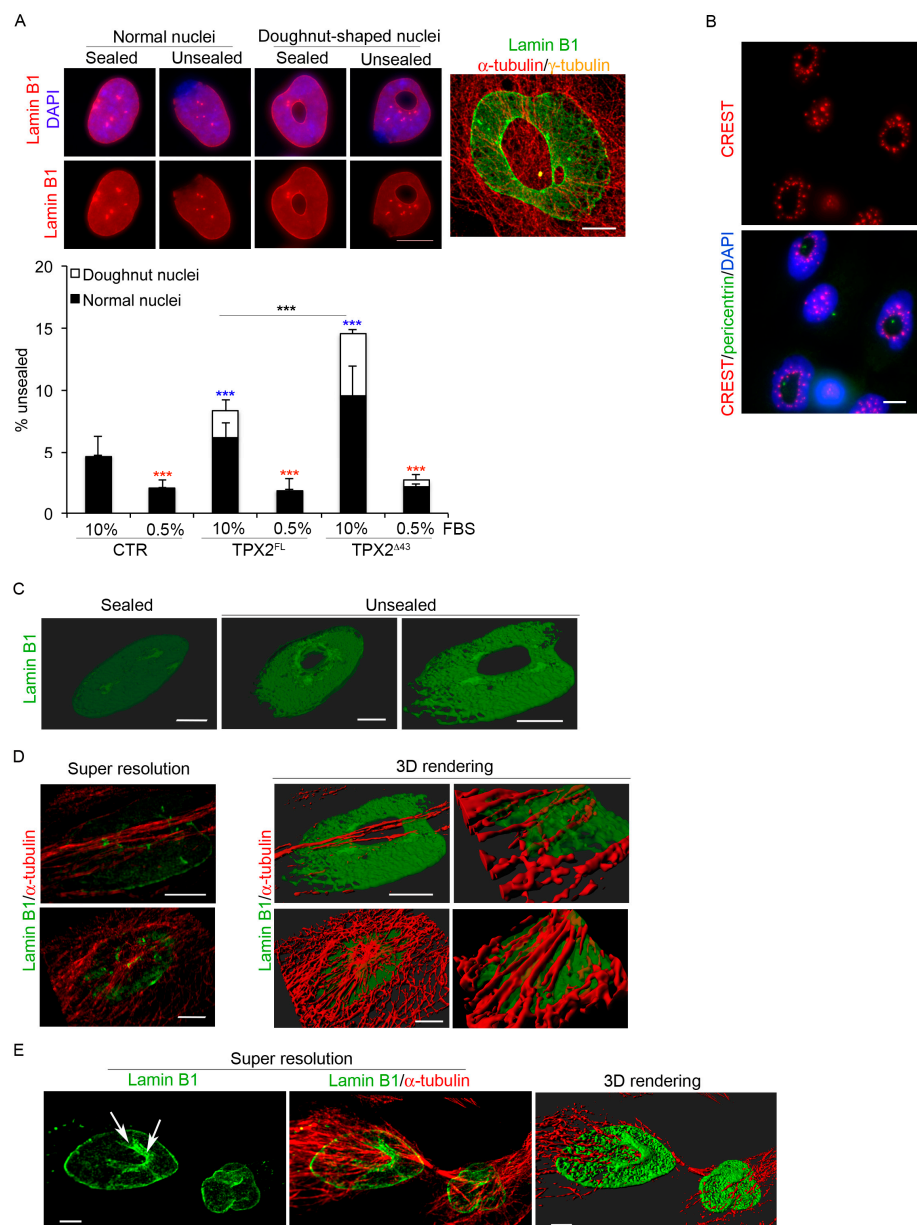 A
Normal nuclei
Doughnut-shaped nuclei
Sealed
Unsealed
Sealed
Unsealed
Lamin B1
DAPI
Lamin B1
Lamin B1
α-tubulin/γ-tubulin
B
CREST
CREST/pericentrin/DAPI
20
15
10
5
0
% unsealed
Doughnut nuclei
Normal nuclei
***
***
***
***
***
***
10%
0.5%
10%
0.5%
10%
0.5%
FBS
CTR
TPX2FL
TPX2Δ43
C
Sealed
Unsealed
Lamin B1
D
Super resolution
3D rendering
Lamin B1/α-tubulin
Lamin B1/α-tubulin
E
Super resolution
Lamin B1
Lamin B1/α-tubulin
3D rendering